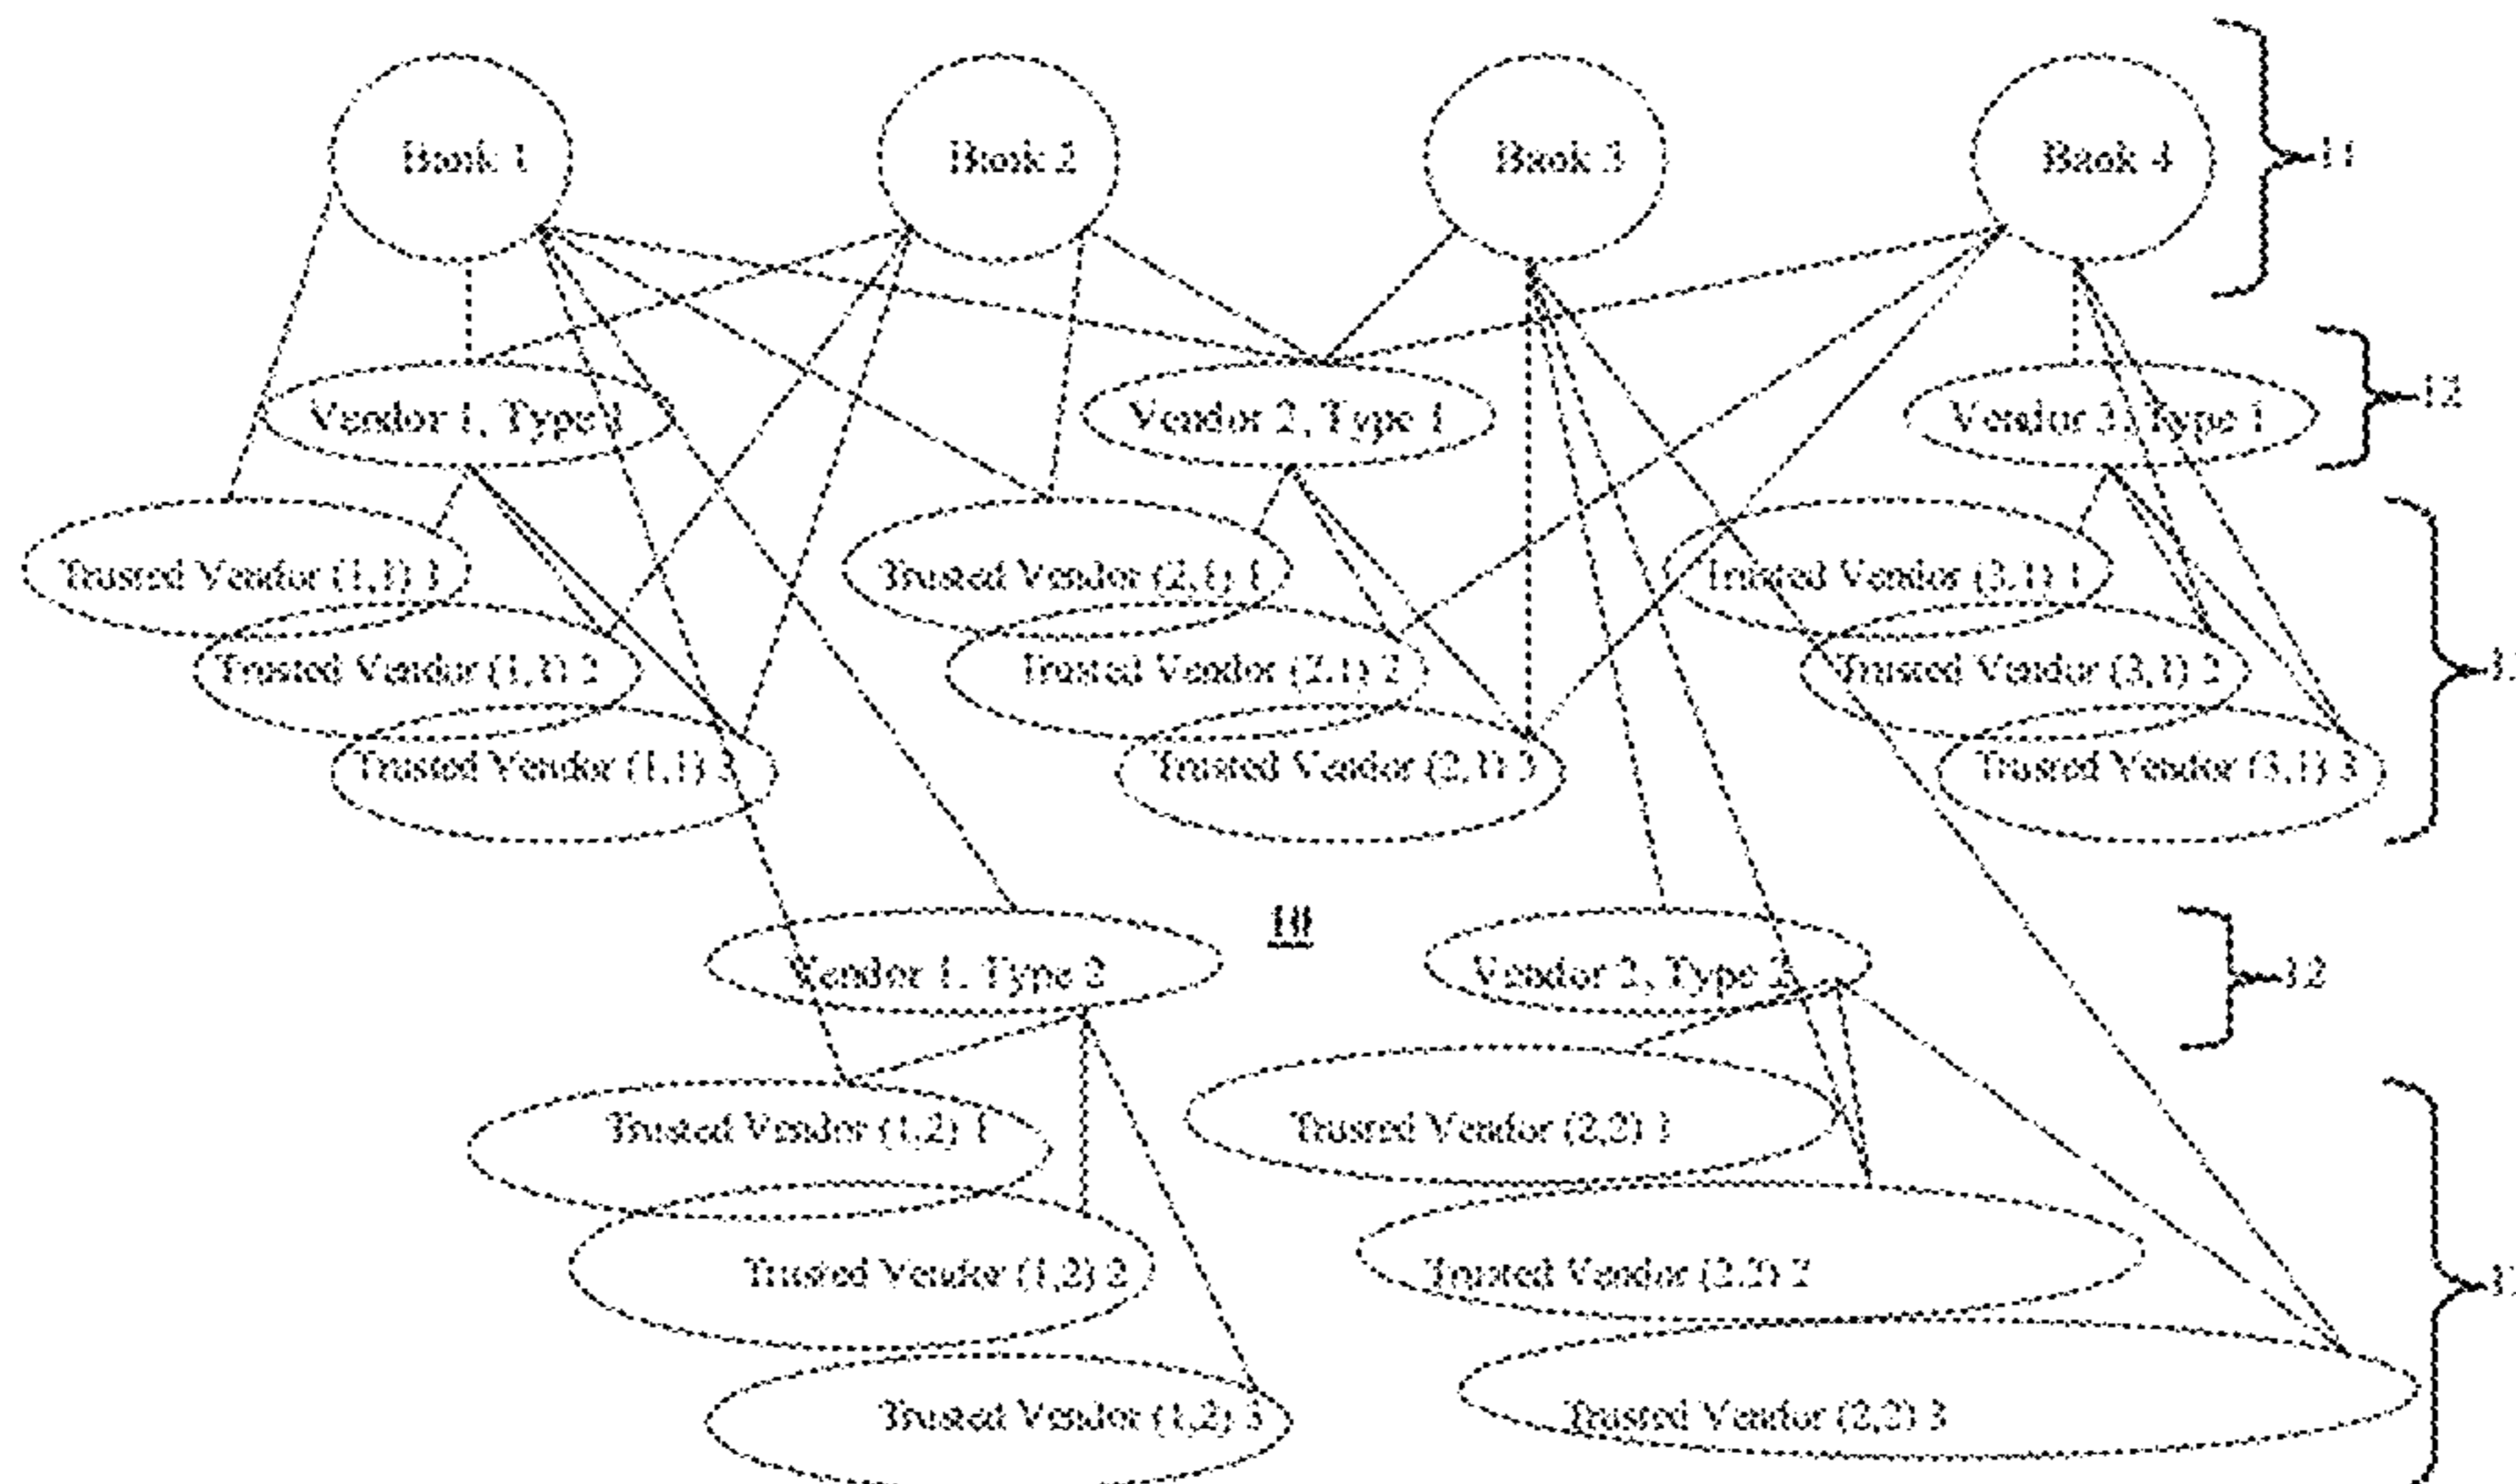 Bank 1
Bank 2
Bank 3
Bank 4
11
Vendor 1, Type 1
Vendor 2, Type 1
Vendor 3, Type 1
12
Trusted Vendor (1,1) 1
Trusted Vendor (2,1) 1
Trusted Vendor (3,1) 1
Trusted Vendor (1,1) 2
Trusted Vendor (2,1) 2
Trusted Vendor (3,1) 2
Trusted Vendor (1,1) 3
Trusted Vendor (2,1) 3
Trusted Vendor (3,1) 3
10
Vendor 1, Type 2
Vendor 2, Type 2
12
Trusted Vendor (1,2) 1
Trusted Vendor (2,2) 1
Trusted Vendor (1,2) 2
Trusted Vendor (2,2) 2
Trusted Vendor (1,2) 3
Trusted Vendor (2,2) 3